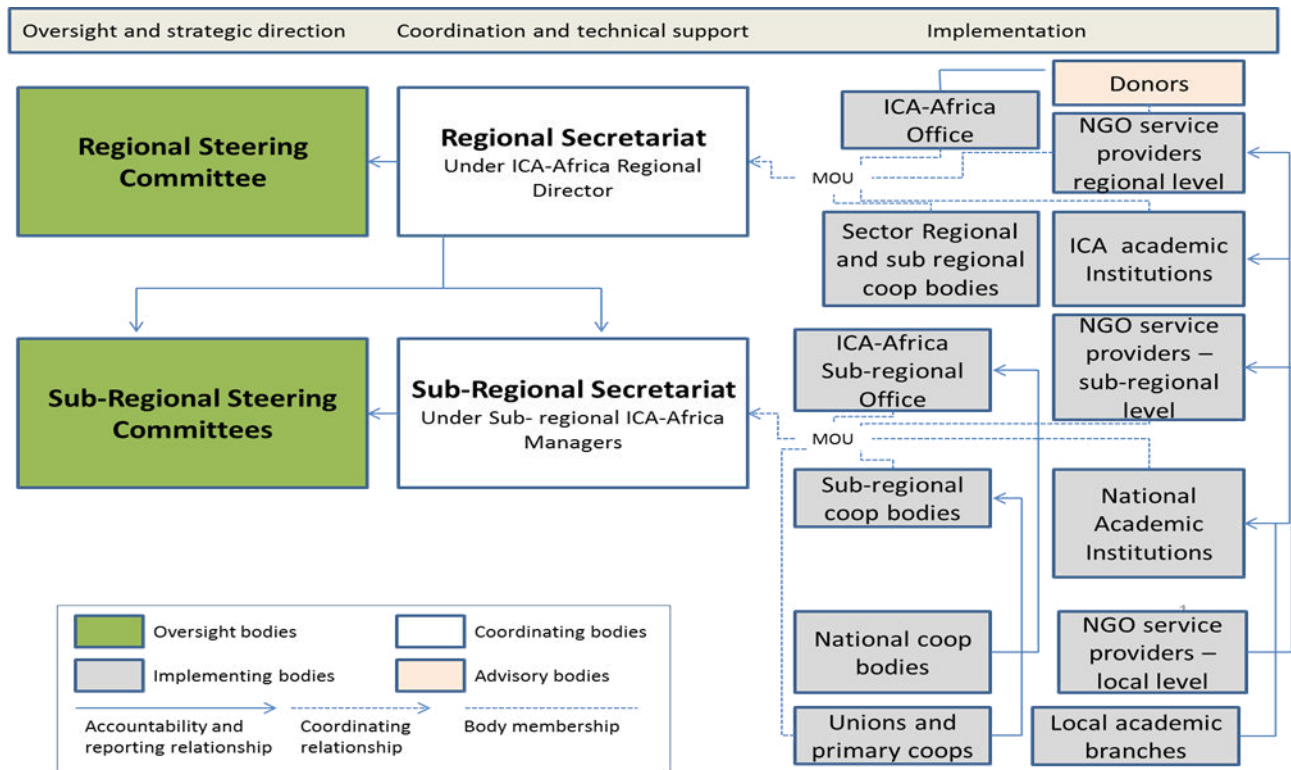 Oversight and strategic direction
Coordination and technical support
Implementation
Regional Steering
Committee
Regional Secretariat
Under ICA-Africa Regional
Director
ICA-Africa
Office
Donors
NGO service
providers
regional level
MOU
Sector Regional
and sub regional
coop bodies
ICA academic
Institutions
Sub-Regional Steering
Committees
Sub-Regional Secretariat
Under Sub- regional ICA-Africa
Managers
ICA-Africa
Sub-regional
Office
NGO service
providers –
sub-regional
level
MOU
Sub-regional
coop bodies
National
Academic
Institutions
National coop
bodies
NGO service
providers –
local level
Unions and
primary coops
Local academic
branches
Oversight bodies
Coordinating bodies
Implementing bodies
Advisory bodies
Accountability and
reporting relationship
Coordinating
relationship
Body membership